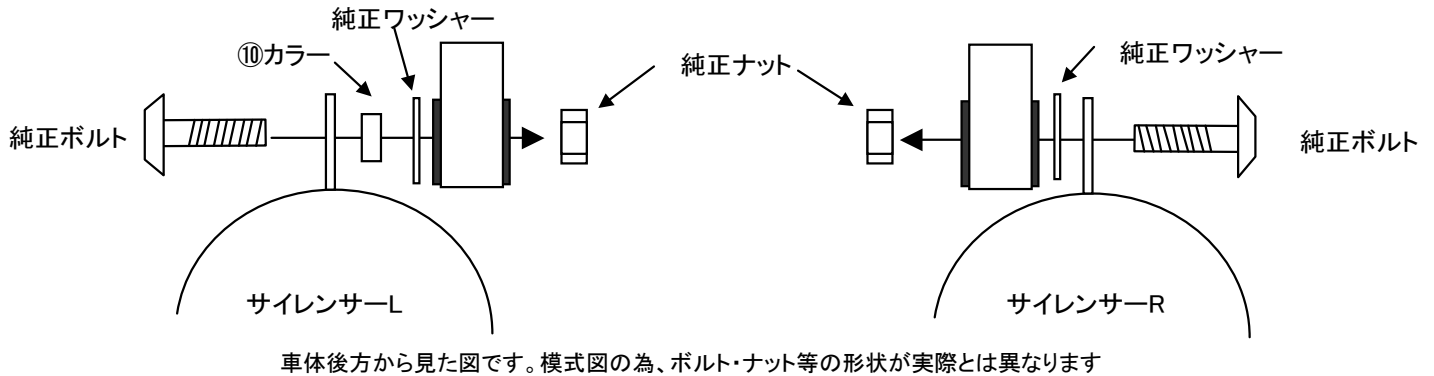 純正ワッシャー
⑩カラー
純正ナット
純正ワッシャー
純正ボルト
純正ボルト
サイレンサーL
サイレンサーR
車体後方から見た図です。模式図の為、ボルト・ナット等の形状が実際とは異なります